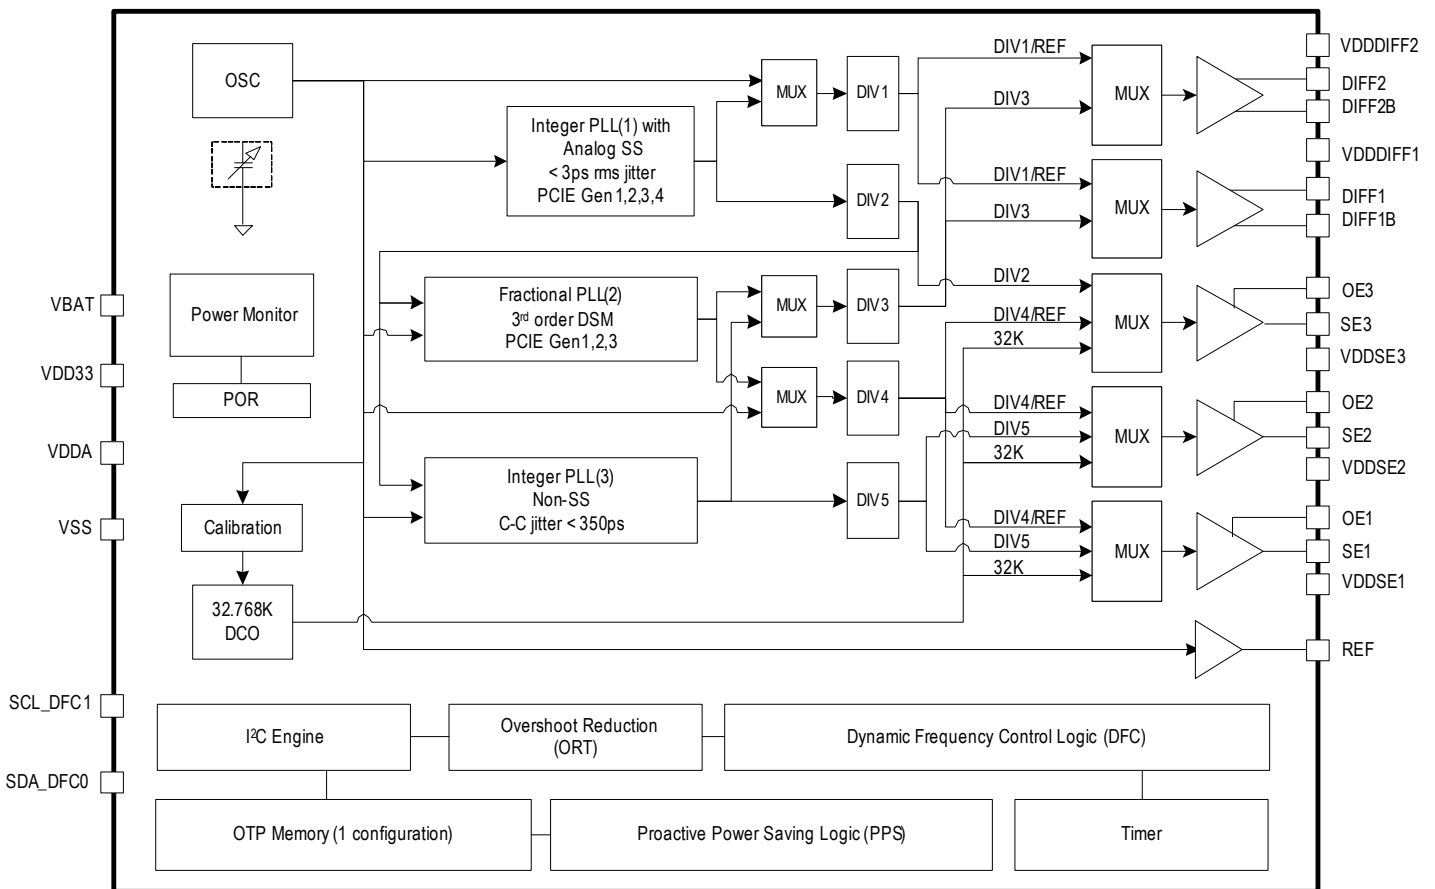 OSC
Integer PLL(1) with
Analog SS
< 3ps rms jitter
PCIE Gen1,2,3,4
MUX
DIV1
DIV2
DIV1/REF
DIV3
MUX
VDDDIFF2
DIFF2
DIFF2B
VDDDIFF1
DIV1/REF
DIV3
MUX
DIFF1
DIFF1B
VBAT
Power Monitor
VDD33
POR
Fractional PLL(2)
3rd order DSM
PCIE Gen1,2,3
MUX
DIV3
MUX
DIV4
DIV2
DIV4/REF
32K
MUX
OE3
SE3
VDDSE3
DIV4/REF
DIV5
32K
MUX
OE2
SE2
VDDSE2
VDDA
VSS
Calibration
32.768K
DCO
Integer PLL(3)
Non-SS
C-C jitter < 350ps
DIV5
DIV4/REF
DIV5
32K
MUX
OE1
SE1
VDDSE1
REF
SCL_DFC1
SDA_DFC0
I2C Engine
Overshoot Reduction
(ORT)
Dynamic Frequency Control Logic (DFC)
OTP Memory (1 configuration)
Proactive Power Saving Logic (PPS)
Timer